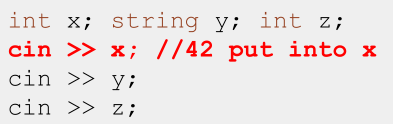 int x; string y; int z;
cin >> x; //42 put into x
cin >> y;
cin >> z;